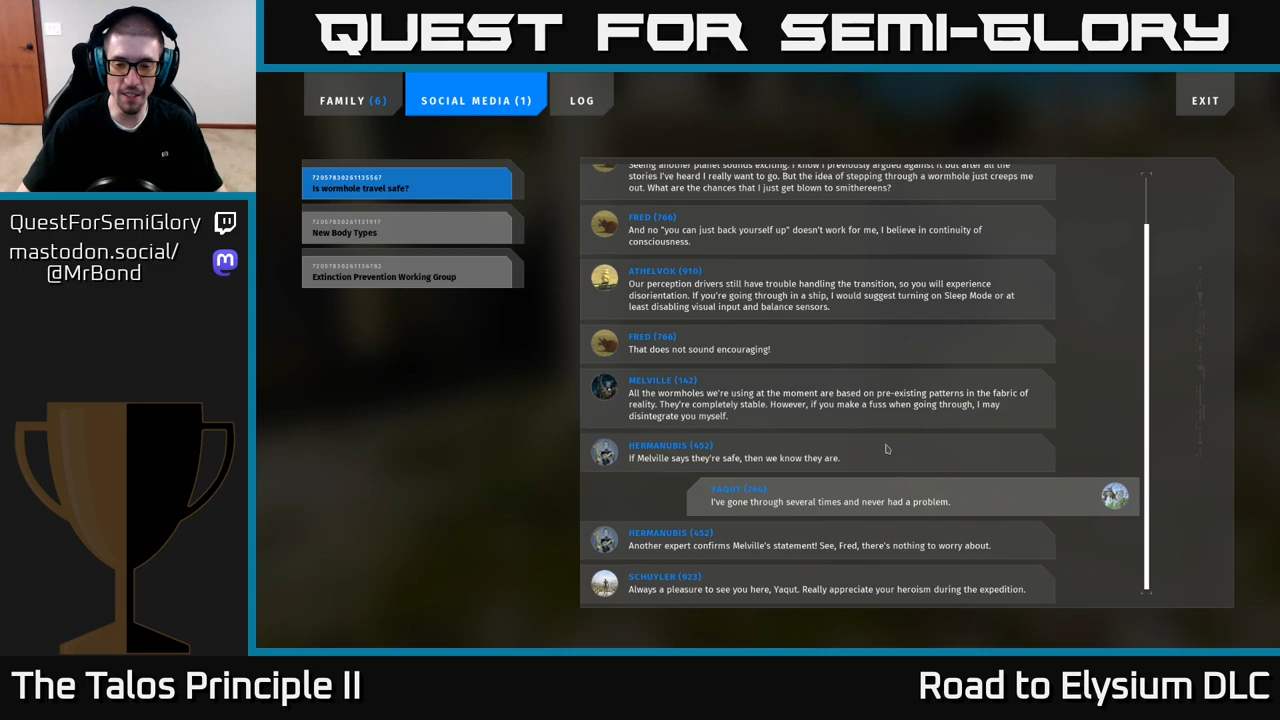 QUEST FOR SEMI-GLORY
FAMILY (6)
SOCIAL MEDIA (1)
LOG
EXIT
QuestForSemiGlory
mastodon.social/
@MrBond
72057830261135567
Is wormhole travel safe?
72057830261131917
New Body Types
72057830261136782
Extinction Prevention Working Group
Seeing another planet sounds exciting. I know I previously argued against it but after all the
stories I've heard I really want to go. But the idea of stepping through a wormhole just creeps me
out. What are the chances that I just get blown to smithereens?
FRED (766)
And no "you can just back yourself up" doesn't work for me, I believe in continuity of
consciousness.
ATHELVOK (910)
Our perception drivers still have trouble handling the transition, so you will experience
disorientation. If you're going through in a ship, I would suggest turning on Sleep Mode or at
least disabling visual input and balance sensors.
FRED (766)
That does not sound encouraging!
MELVILLE (142)
All the wormholes we're using at the moment are based on pre-existing patterns in the fabric of
reality. They're completely stable. However, if you make a fuss when going through, I may
disintegrate you myself.
HERMANUBIS (452)
If Melville says they're safe, then we know they are.
YAQUT (764)
I've gone through several times and never had a problem.
HERMANUBIS (452)
Another expert confirms Melville's statement! See, Fred, there's nothing to worry about.
SCHUYLER (923)
Always a pleasure to see you here, Yaqut. Really appreciate your heroism during the expedition.
The Talos Principle II
Road to Elysium DLC